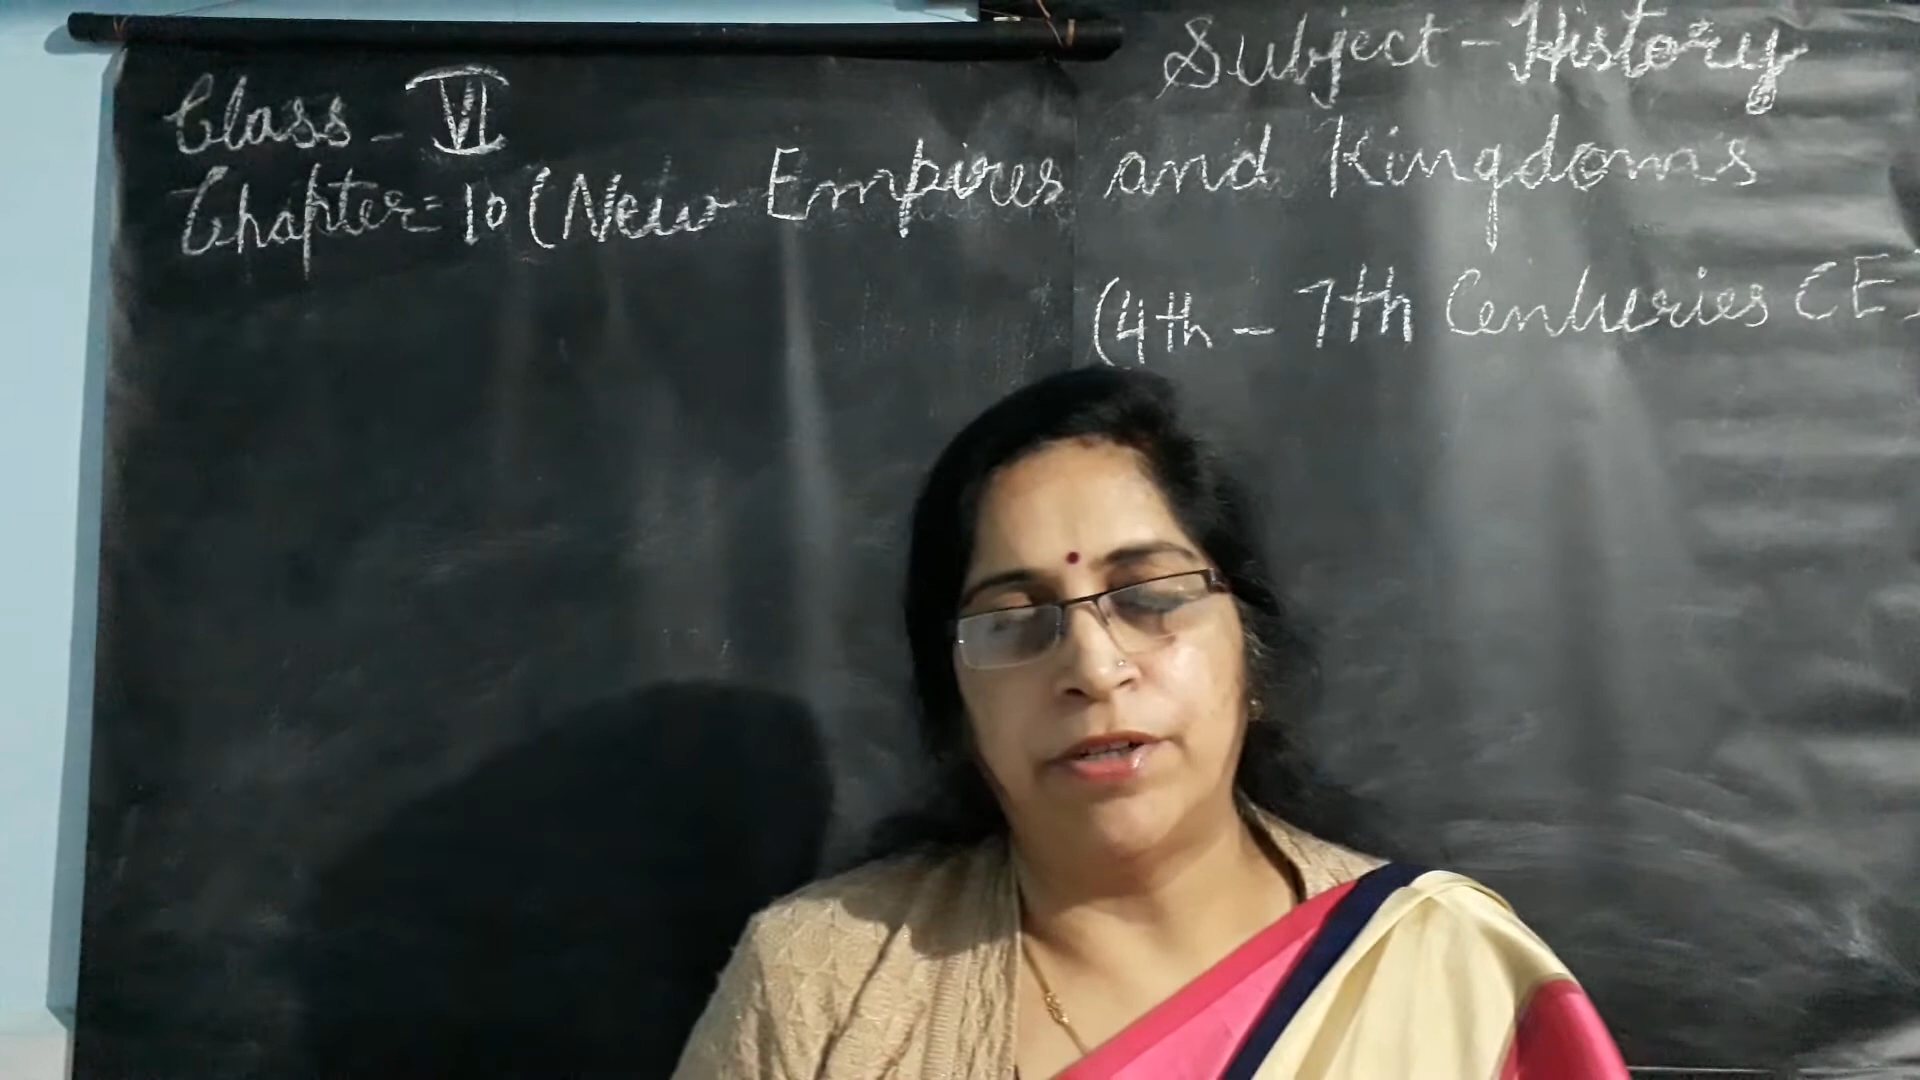 Subject - History
Class - VI
Chapter = 10 (New Empires and Kingdoms
(4th - 7th Centuries CE)